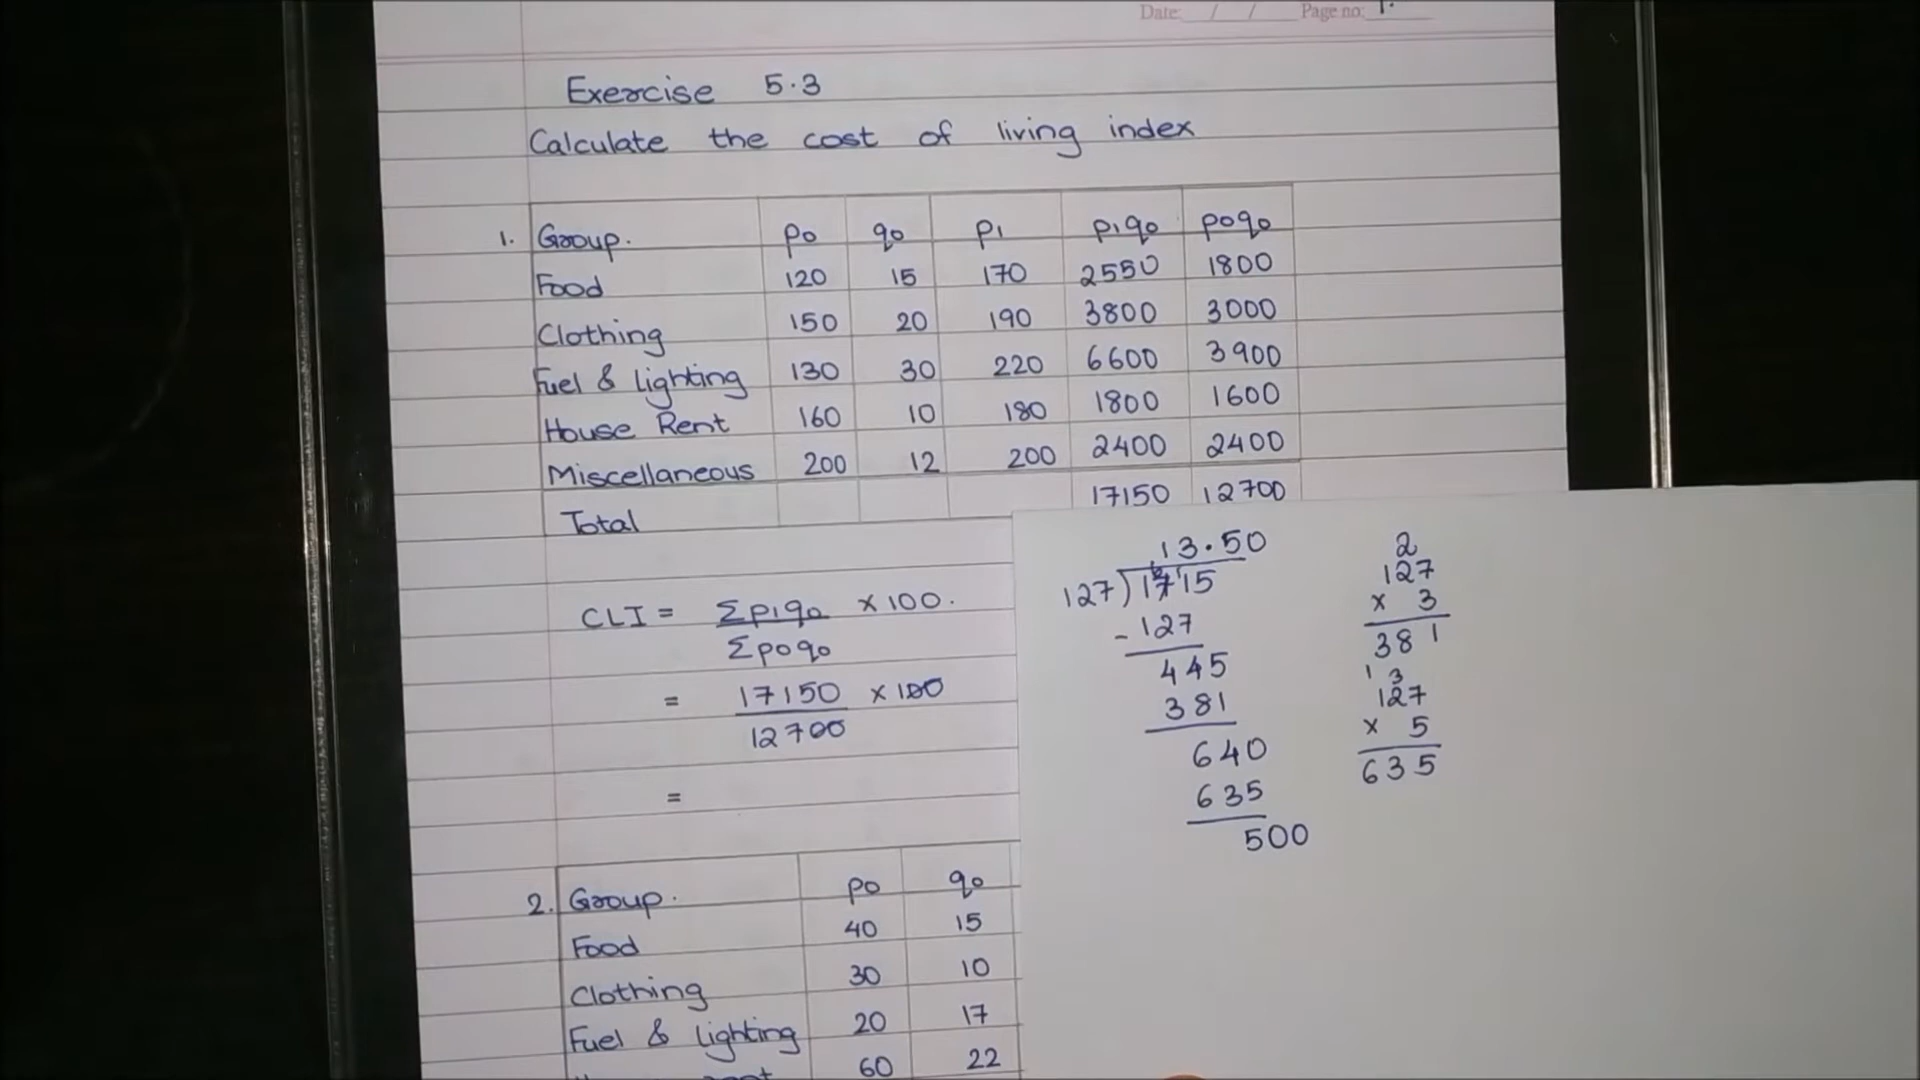 Date: / / Page no: 1.
Exercise 5.3
Calculate the cost of living index
1. Group. p0 q0 p1 p1q0 p0q0
Food 120 15 170 2550 1800
Clothing 150 20 190 3800 3000
Fuel & lighting 130 30 220 6600 3900
House Rent 160 10 180 1800 1600
Miscellaneous 200 12 200 2400 2400
Total 17150 12700
CLI = Σp1q0 × 100.
Σp0q0
= 17150 × 100
12700
=
2. Group. p0 q0
Food 40 15
Clothing 30 10
Fuel & lighting 20 17
60 22
13.50
127)1715
-127
445
381
640
635
500
2
127
× 3
381
1 3
127
× 5
635